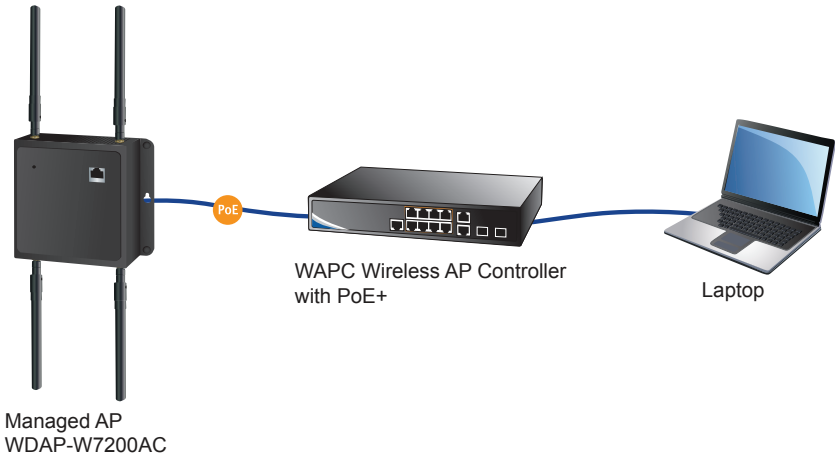 PoE
WAPC Wireless AP Controller
with PoE+
Laptop
Managed AP
WDAP-W7200AC